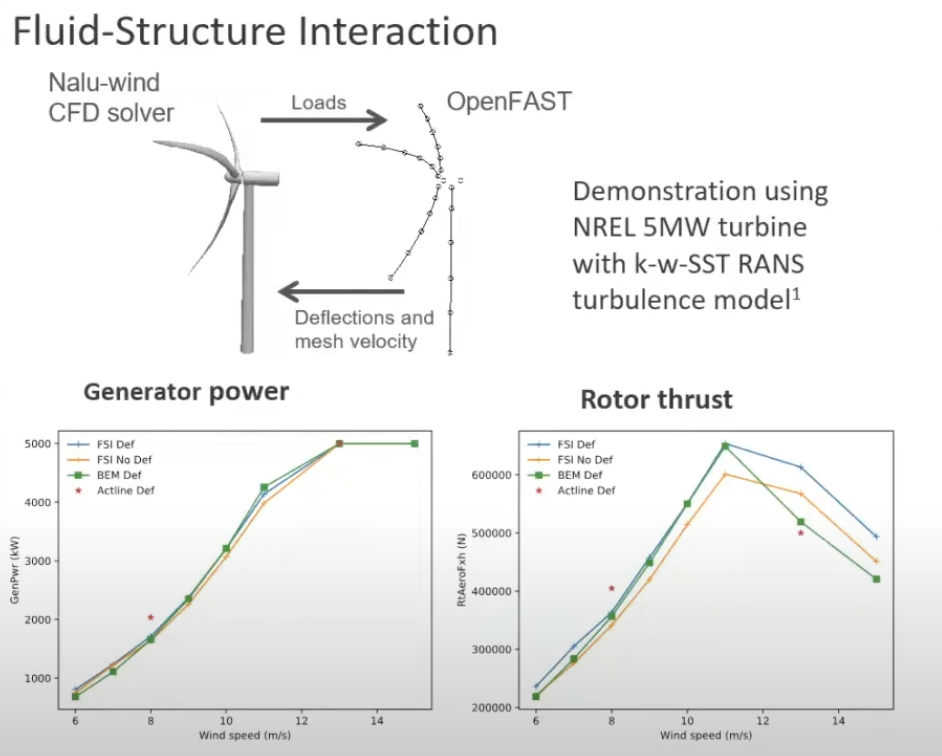 Fluid-Structure Interaction
Nalu-wind
CFD solver
Loads
OpenFAST
Demonstration using
NREL 5MW turbine
with k-w-SST RANS
turbulence model¹
Deflections and
mesh velocity
Generator power
FSI Def
FSI No Def
BEM Def
Actline Def
5000
4000
3000
2000
1000
GenPwr (kW)
6 8 10 12 14
Wind speed (m/s)
Rotor thrust
FSI Def
FSI No Def
BEM Def
Actline Def
600000
500000
400000
300000
200000
RtAeroFxh (N)
6 8 10 12 14
Wind speed (m/s)